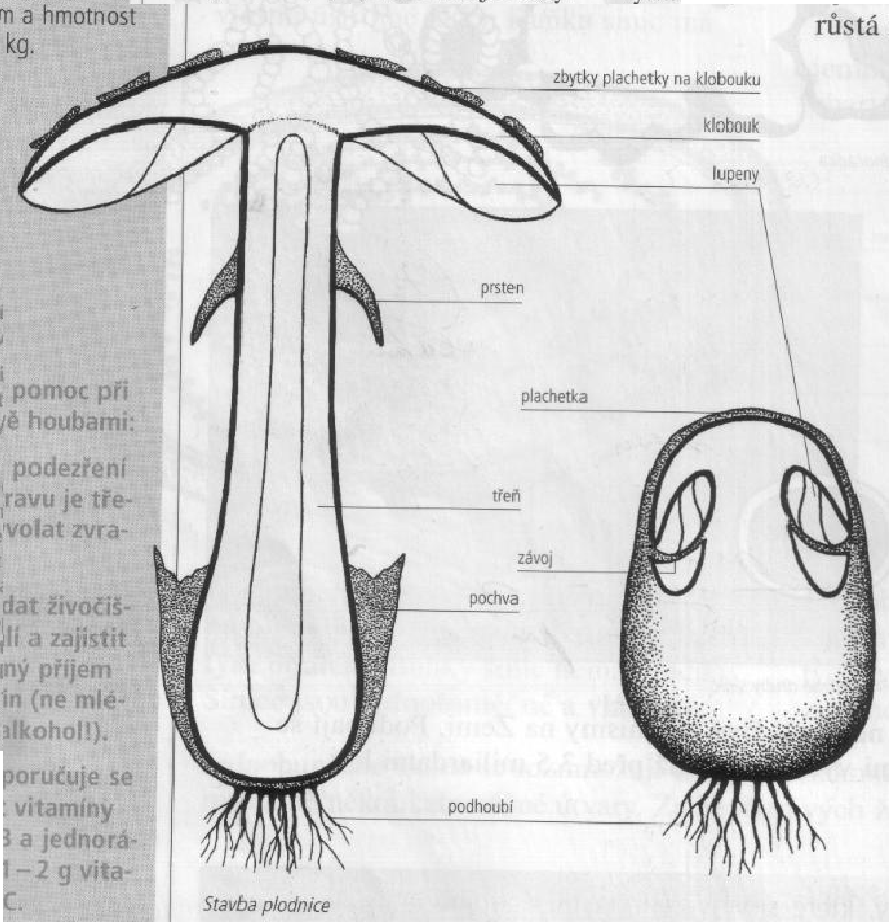 m a hmotnost
kg.
růstá
zbytky plachetky na klobouku
klobouk
lupeny
prsten
plachetka
třeň
závoj
pochva
podhoubí
Stavba plodnice
pomoc při
ě houbami:
podezření
ravu je tře-
volat zvra-
dat živočiš-
lí a zajistit
ný příjem
in (ne mlé-
alkohol!).
poručuje se
vitamíny
B a jednorá-
1–2 g vita-
C.